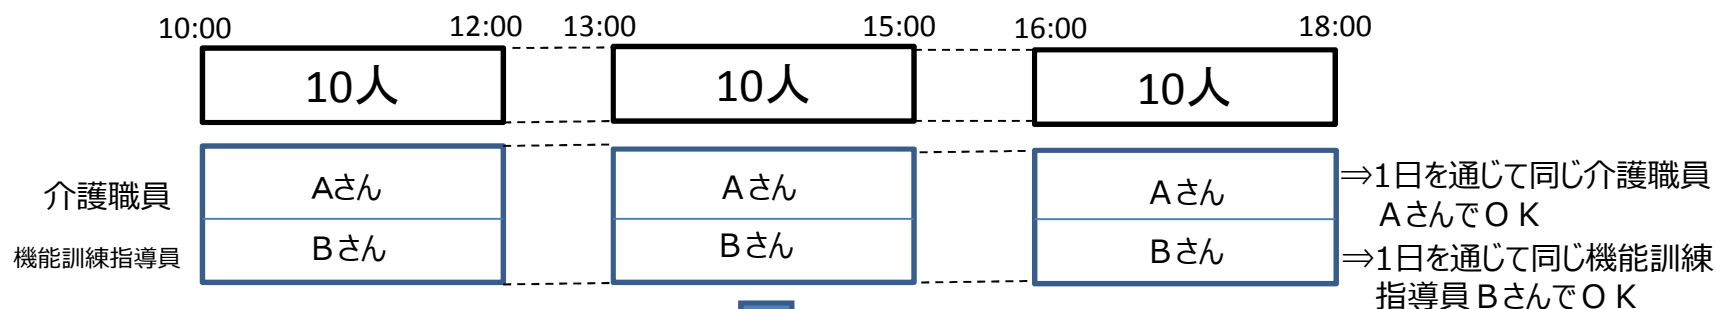 10:00 12:00 13:00 15:00 16:00 18:00
10人 10人 10人
介護職員 Aさん Aさん Aさん ⇒1日を通じて同じ介護職員
AさんでOK
機能訓練指導員 Bさん Bさん Bさん ⇒1日を通じて同じ機能訓練
指導員BさんでOK